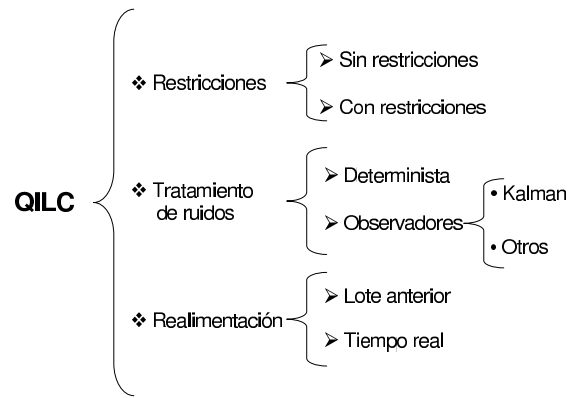 QILC
❖ Restricciones
➢ Sin restricciones
➢ Con restricciones
❖ Tratamiento
de ruidos
➢ Determinista
➢ Observadores
• Kalman
• Otros
❖ Realimentación
➢ Lote anterior
➢ Tiempo real